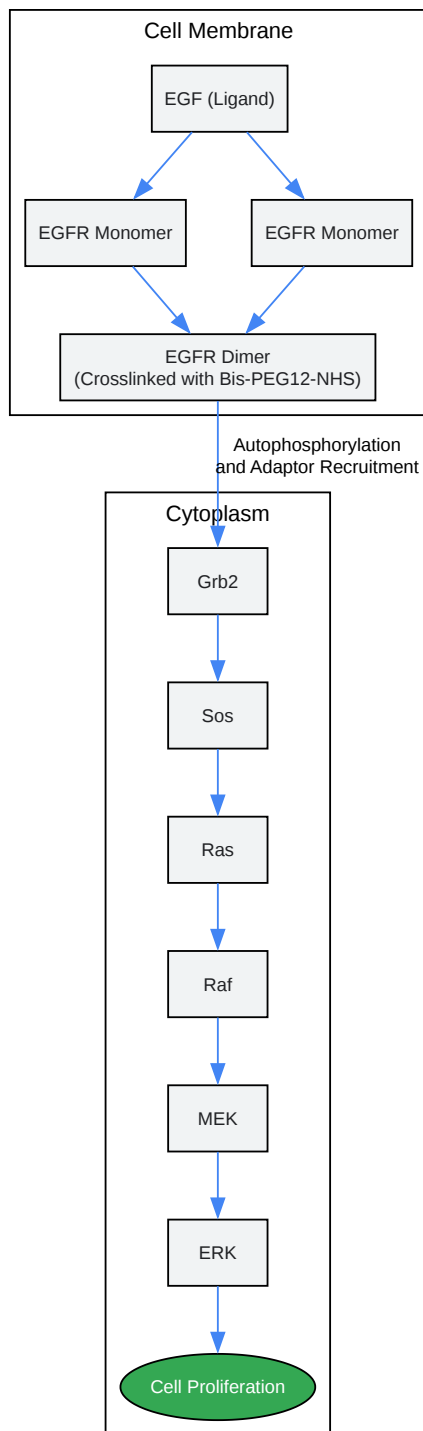 Cell Membrane
EGF (Ligand)
EGFR Monomer
EGFR Monomer
EGFR Dimer
(Crosslinked with Bis-PEG12-NHS)
Autophosphorylation
and Adaptor Recruitment
Cytoplasm
Grb2
Sos
Ras
Raf
MEK
ERK
Cell Proliferation